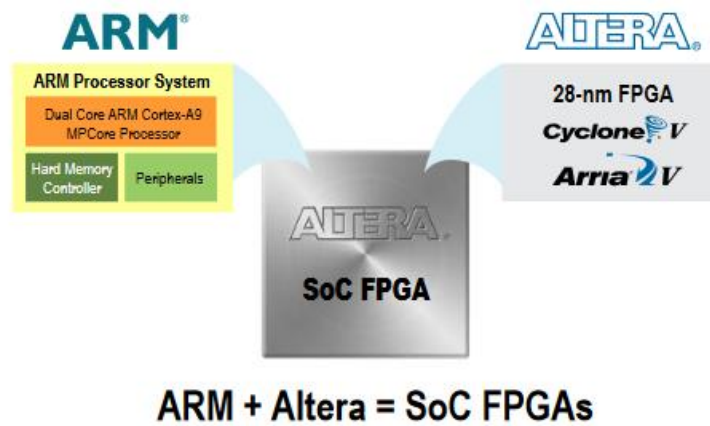 ARM®
ARM Processor System
Dual Core ARM Cortex-A9
MPCore Processor
Hard Memory
Controller
Peripherals
ALTERA®
28-nm FPGA
Cyclone® V
Arria® V
ALTERA®
SoC FPGA
ARM + Altera = SoC FPGAs